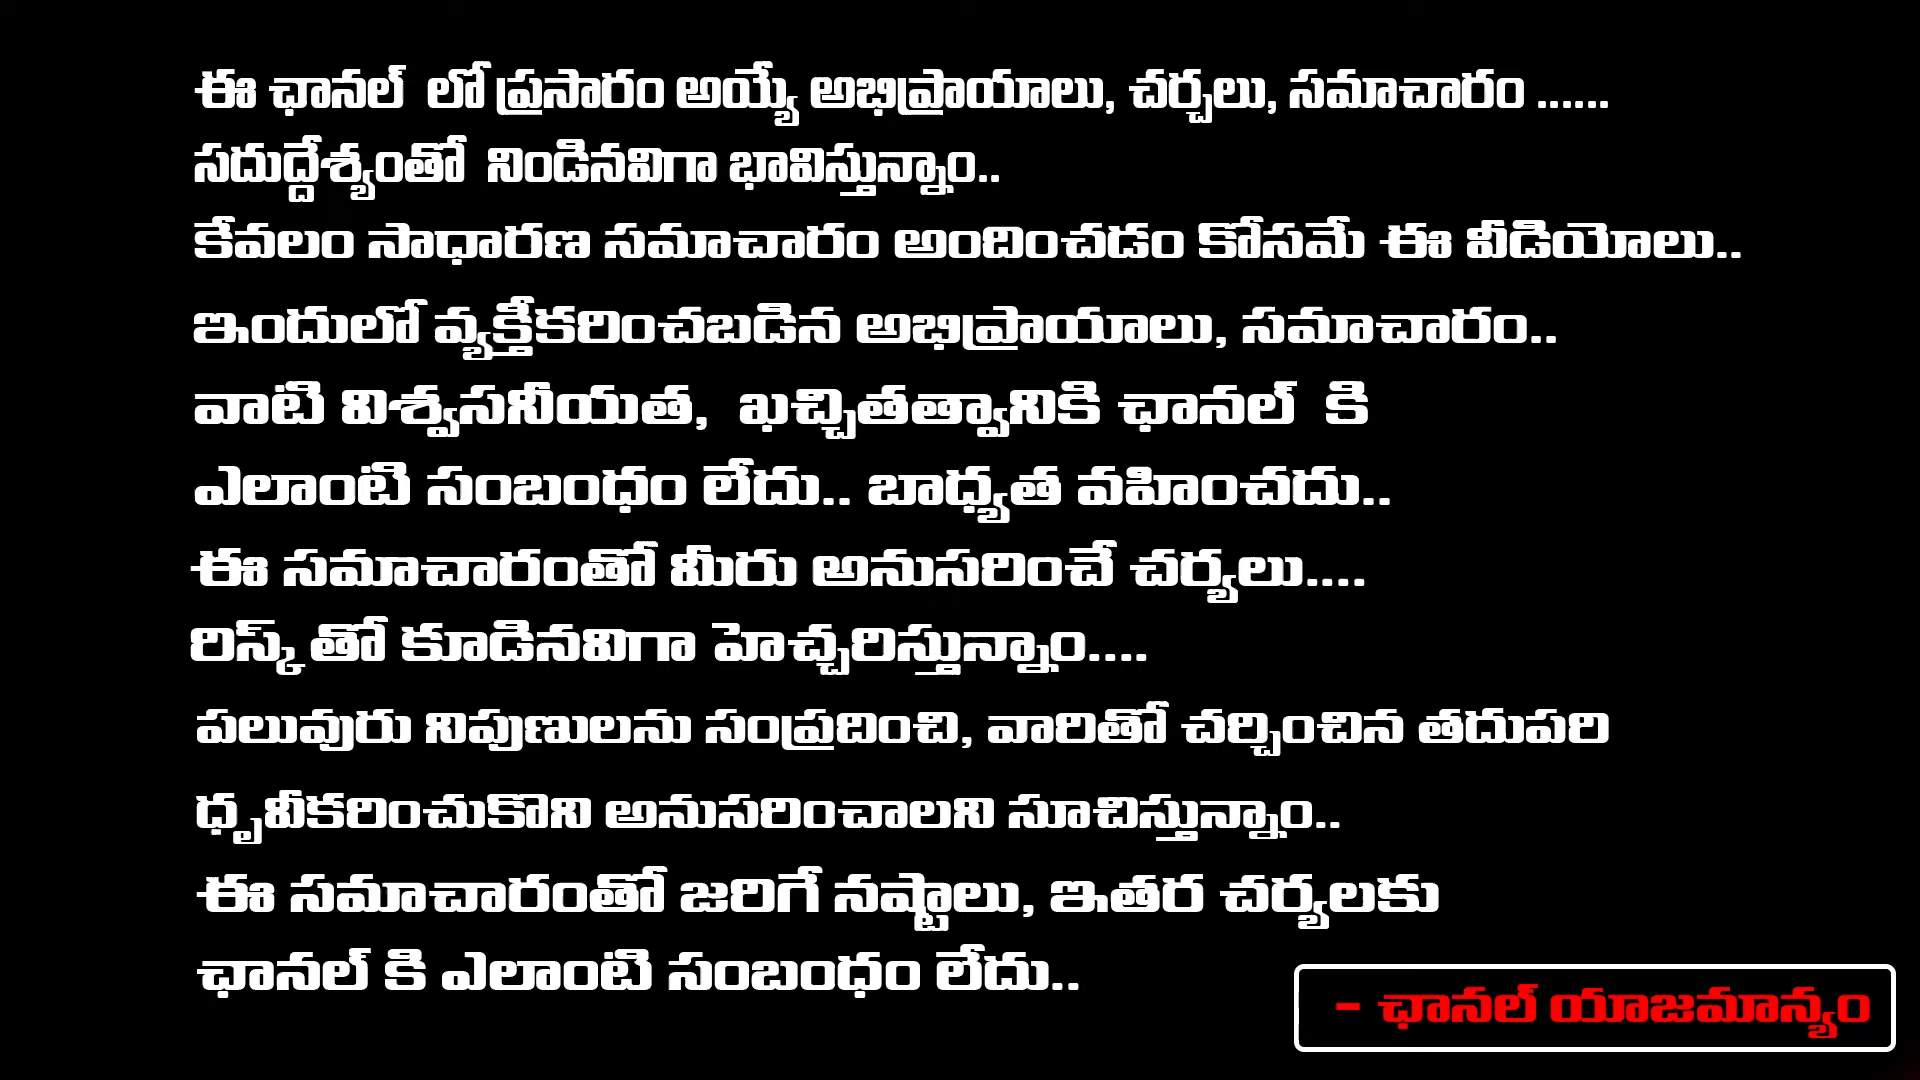 ఈ ఛానల్ లో ప్రసారం అయ్యే అభిప్రాయాలు, చర్చలు, సమాచారం ......
సదుద్దేశ్యంతో నిండినవిగా భావిస్తున్నాం..
కేవలం సాధారణ సమాచారం అందించడం కోసమే ఈ వీడియోలు..
ఇందులో వ్యక్తీకరించబడిన అభిప్రాయాలు, సమాచారం..
వాటి విశ్వసనీయత, ఖచ్చితత్వానికి ఛానల్ కి
ఎలాంటి సంబంధం లేదు.. బాధ్యత వహించదు..
ఈ సమాచారంతో మీరు అనుసరించే చర్యలు....
రిస్క్ తో కూడినవిగా హెచ్చరిస్తున్నాం....
పలువురు నిపుణులను సంప్రదించి, వారితో చర్చించిన తదుపరి
ధృవీకరించుకొని అనుసరించాలని సూచిస్తున్నాం..
ఈ సమాచారంతో జరిగే నష్టాలు, ఇతర చర్యలకు
ఛానల్ కి ఎలాంటి సంబంధం లేదు..
- ఛానల్ యాజమాన్యం